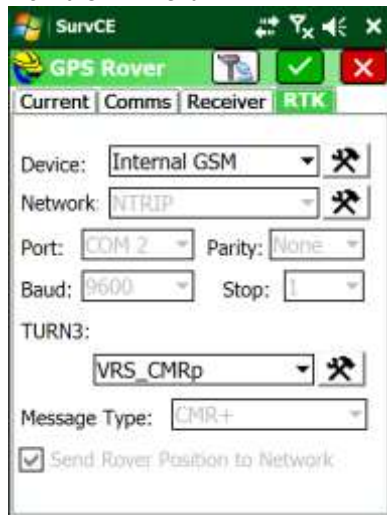 SurvCE
GPS Rover
Current Comms Receiver RTK
Device: Internal GSM
Network: NTRIP
Port: COM 2 Parity: None
Baud: 9600 Stop: 1
TURN3:
VRS_CMRp
Message Type: CMR+
Send Rover Position to Network